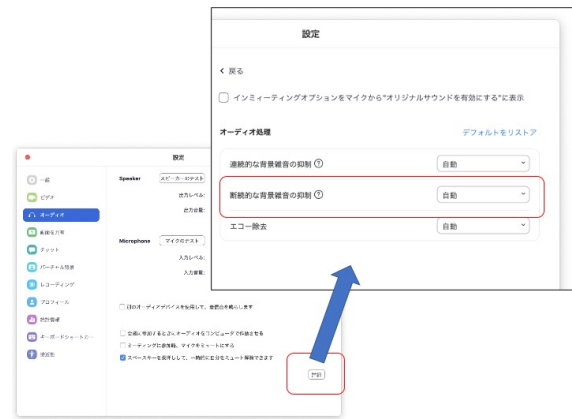 設定
戻る
インミーティングオプションをマイクから"オリジナルサウンドを有効にする"に表示
オーディオ処理
デフォルトをリストア
連続的な背景雑音の抑制
自動
断続的な背景雑音の抑制
自動
エコー除去
自動
設定
一般
ビデオ
オーディオ
画面を共有
チャット
バーチャル背景
レコーディング
プロフィール
統計情報
キーボードショートカ…
Speaker
スピーカーのテスト
出力レベル:
出力音量:
Microphone
マイクのテスト
入力レベル:
入力音量:
別のオーディオデバイスを使用して、着信音を鳴らします
ミーティングに参加時、マイクをミュートにする
スペースキーを長押しして、一時的に自分をミュート解除できます
詳細